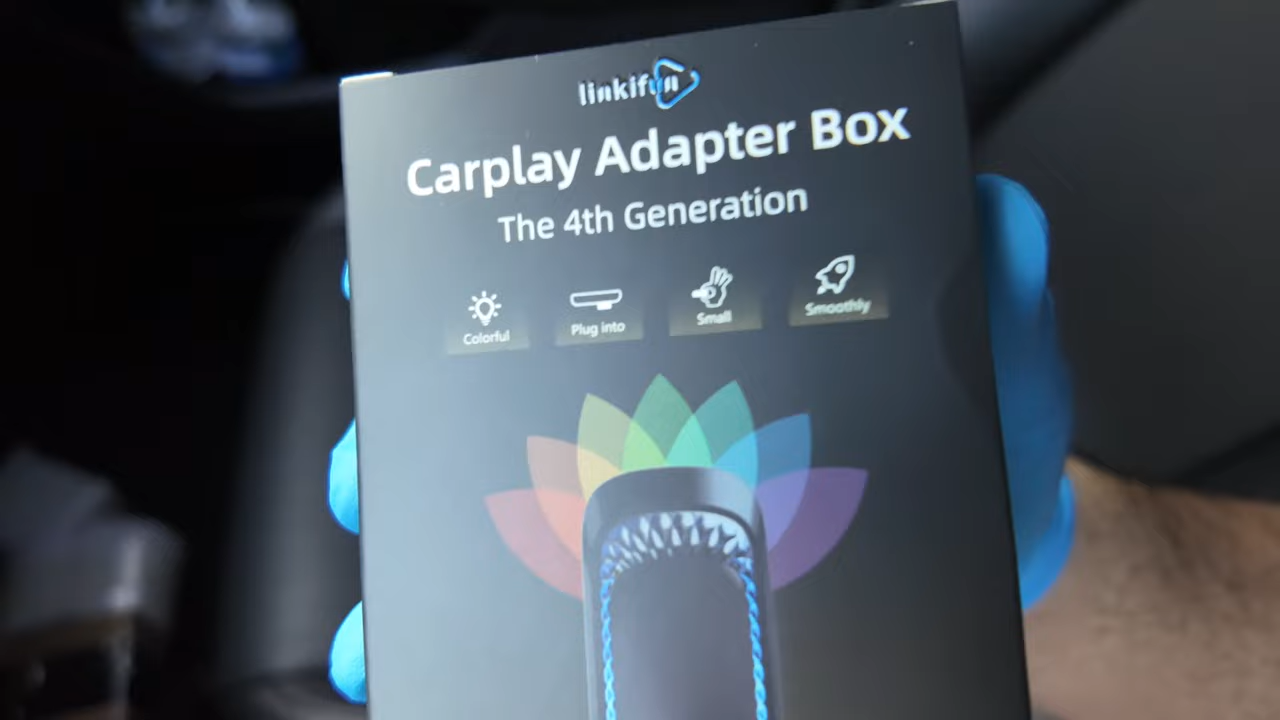 linkifun
Carplay Adapter Box
The 4th Generation
Colorful
Plug into
Small
Smoothly